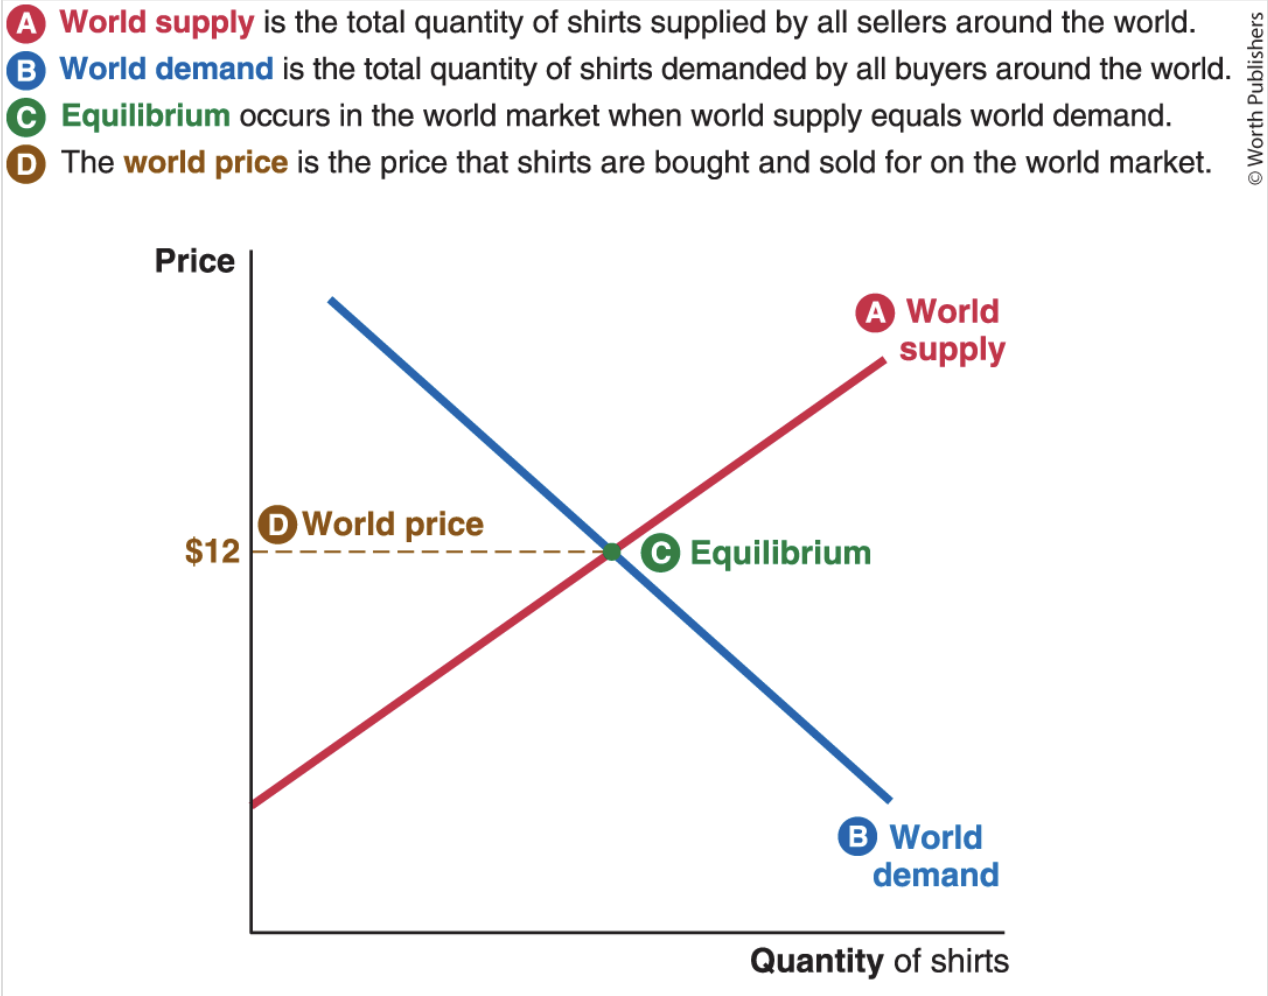 A World supply is the total quantity of shirts supplied by all sellers around the world.
B World demand is the total quantity of shirts demanded by all buyers around the world.
C Equilibrium occurs in the world market when world supply equals world demand.
D The world price is the price that shirts are bought and sold for on the world market.
© Worth Publishers
Price
A World
supply
D World price
$12
C Equilibrium
B World
demand
Quantity of shirts